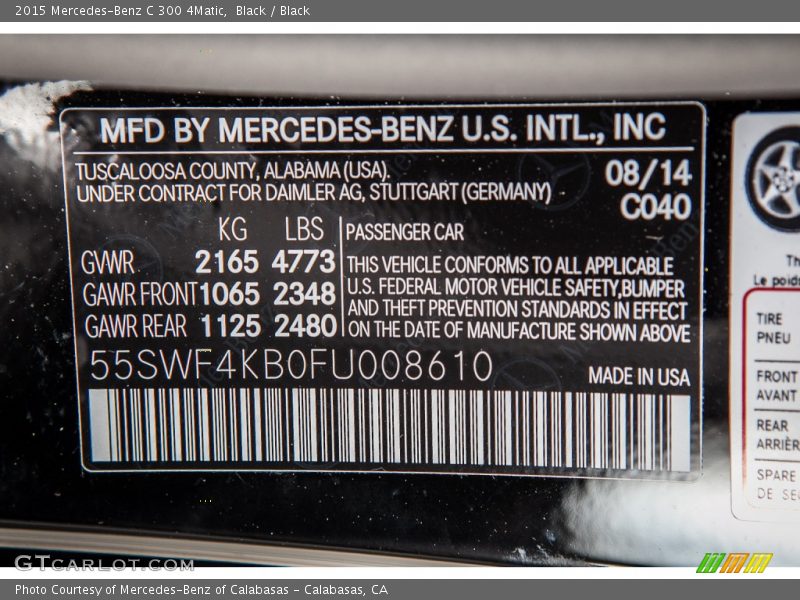 2015 Mercedes-Benz C 300 4Matic,  Black / Black
MFD BY MERCEDES-BENZ U.S. INTL., INC
TUSCALOOSA COUNTY, ALABAMA (USA).
UNDER CONTRACT FOR DAIMLER AG, STUTTGART (GERMANY)
08/14
C040
KG LBS
GVWR 2165 4773
GAWR FRONT 1065 2348
GAWR REAR 1125 2480
PASSENGER CAR
THIS VEHICLE CONFORMS TO ALL APPLICABLE
U.S. FEDERAL MOTOR VEHICLE SAFETY,BUMPER
AND THEFT PREVENTION STANDARDS IN EFFECT
ON THE DATE OF MANUFACTURE SHOWN ABOVE
55SWF4KB0FU008610
MADE IN USA
Le poids
TIRE
PNEU
FRONT
AVANT
REAR
ARRIÈR
SPARE
DE
GTCARLOT.COM
Photo Courtesy of Mercedes-Benz of Calabasas - Calabasas, CA